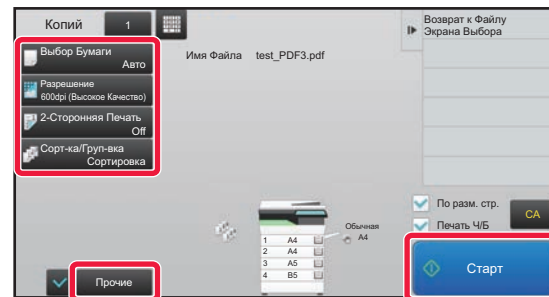 Копий 1
Выбор Бумаги
Авто
Разрешение
600dpi (Высокое Качество)
2-Сторонняя Печать
Off
Сорт-ка/Груп-вка
Сортировка
Имя Файла test_PDF3.pdf
Возврат к Файлу
Экрана Выбора
1 A4
2 A4
3 A5
4 B5
Обычная
A4
По разм. стр.
Печать Ч/Б
CA
Прочие
Старт